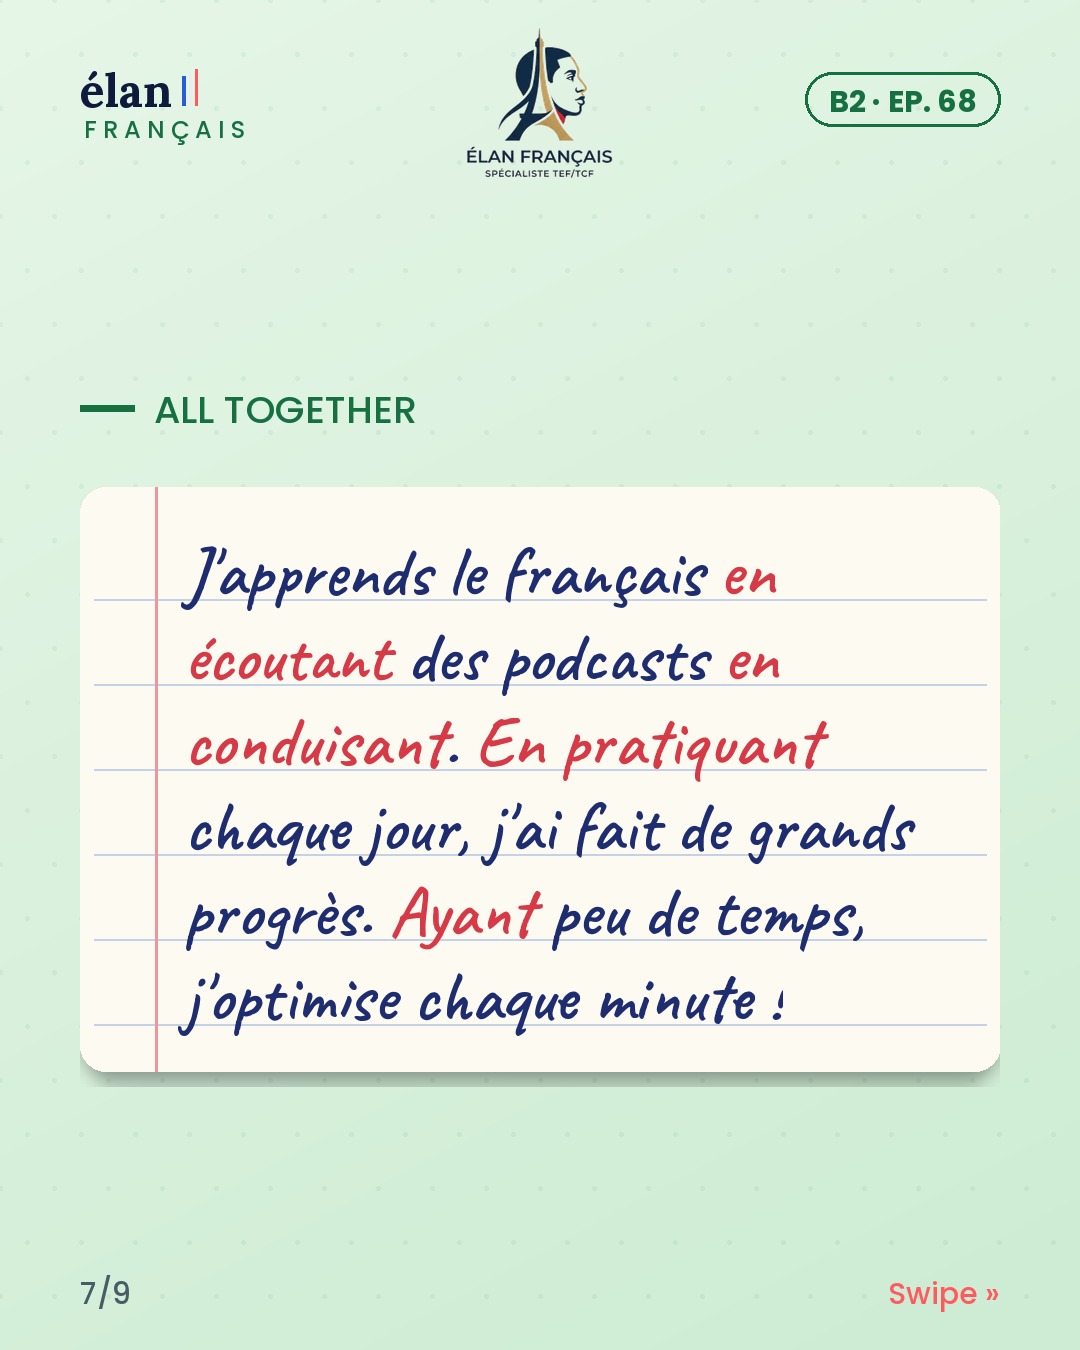 élan
FRANÇAIS
ÉLAN FRANÇAIS
SPÉCIALISTE TEF/TCF
B2 · EP. 68
ALL TOGETHER
J'apprends le français en
écoutant des podcasts en
conduisant. En pratiquant
chaque jour, j'ai fait de grands
progrès. Ayant peu de temps,
j'optimise chaque minute !
7/9
Swipe »